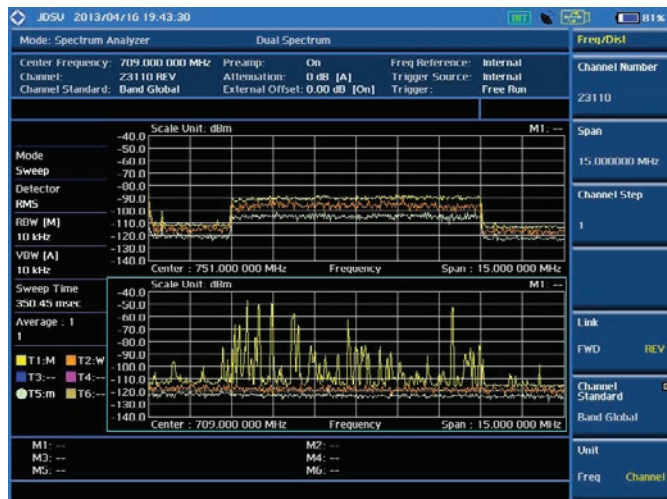 JDSU 2013/04/16 19:43.30
INT
81%
Mode: Spectrum Analyzer Dual Spectrum
Center Frequency: 709.000 000 MHz Preamp: On Freq Reference: Internal
Channel: 23110 REV Attenuation: 0 dB [A] Trigger Source: Internal
Channel Standard: Band Global External Offset: 0.00 dB [On] Trigger: Free Run
Mode
Sweep
Detector
RMS
RBW [M]
10 kHz
VBW [A]
10 kHz
Sweep Time
350.45 msec
Average : 1
1
T1:M T2:W
T3:-- T4:--
T5:m T6:--
Scale Unit: dBm M1: --
-40.0
-50.0
-60.0
-70.0
-80.0
-90.0
-100.0
-110.0
-120.0
-130.0
-140.0
Center : 751.000 000 MHz Frequency Span : 15.000 000 MHz
Scale Unit: dBm M1: --
-40.0
-50.0
-60.0
-70.0
-80.0
-90.0
-100.0
-110.0
-120.0
-130.0
-140.0
Center : 709.000 000 MHz Frequency Span : 15.000 000 MHz
M1: -- M2: --
M3: -- M4: --
M5: -- M6: --
Freq/Dist
Channel Number
23110
Span
15.000000 MHz
Channel Step
1
Link
FWD REV
Channel
Standard
Band Global
Unit
Freq Channel